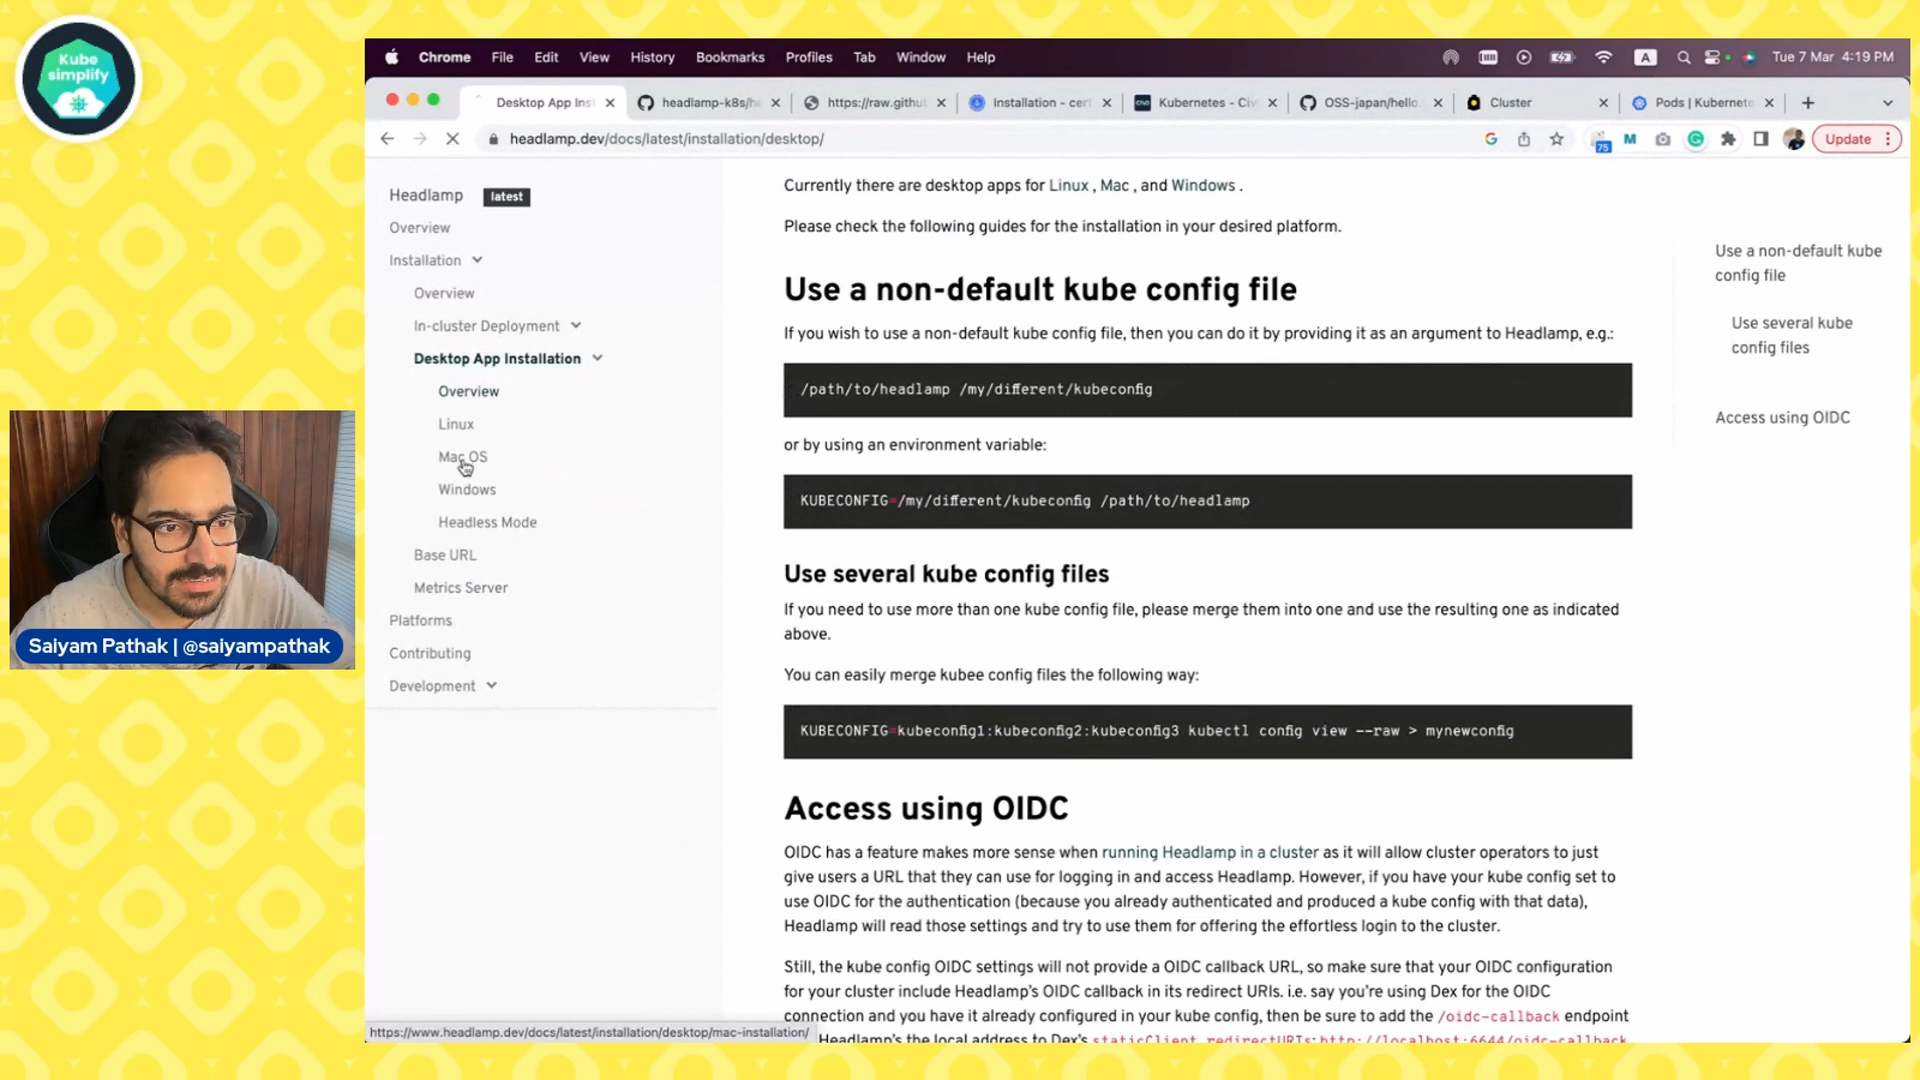 Kube
simplify
Chrome File Edit View History Bookmarks Profiles Tab Window Help
A
Tue 7 Mar 4:19 PM
Desktop App Inst
headlamp-k8s/he
https://raw.githu
Installation - cert
Kubernetes - Civ
OSS-japan/hello
Cluster
Pods | Kubernete
headlamp.dev/docs/latest/installation/desktop/
75
M
Update
Headlamp latest
Overview
Installation
Overview
In-cluster Deployment
Desktop App Installation
Overview
Linux
Mac OS
Windows
Headless Mode
Base URL
Metrics Server
Platforms
Contributing
Development
Currently there are desktop apps for Linux , Mac , and Windows .
Please check the following guides for the installation in your desired platform.
Use a non-default kube config file
If you wish to use a non-default kube config file, then you can do it by providing it as an argument to Headlamp, e.g.:
/path/to/headlamp /my/different/kubeconfig
or by using an environment variable:
KUBECONFIG=/my/different/kubeconfig /path/to/headlamp
Use several kube config files
If you need to use more than one kube config file, please merge them into one and use the resulting one as indicated
above.
You can easily merge kubee config files the following way:
KUBECONFIG=kubeconfig1:kubeconfig2:kubeconfig3 kubectl config view --raw > mynewconfig
Access using OIDC
OIDC has a feature makes more sense when running Headlamp in a cluster as it will allow cluster operators to just
give users a URL that they can use for logging in and access Headlamp. However, if you have your kube config set to
use OIDC for the authentication (because you already authenticated and produced a kube config with that data),
Headlamp will read those settings and try to use them for offering the effortless login to the cluster.
Still, the kube config OIDC settings will not provide a OIDC callback URL, so make sure that your OIDC configuration
for your cluster include Headlamp's OIDC callback in its redirect URIs. i.e. say you're using Dex for the OIDC
connection and you have it already configured in your kube config, then be sure to add the /oidc-callback endpoint
Headlamp's the local address to Dex's staticClient.redirectURIs: http://localhost:6644/oidc-callback
Use a non-default kube
config file
Use several kube
config files
Access using OIDC
https://www.headlamp.dev/docs/latest/installation/desktop/mac-installation/
Saiyam Pathak | @saiyampathak